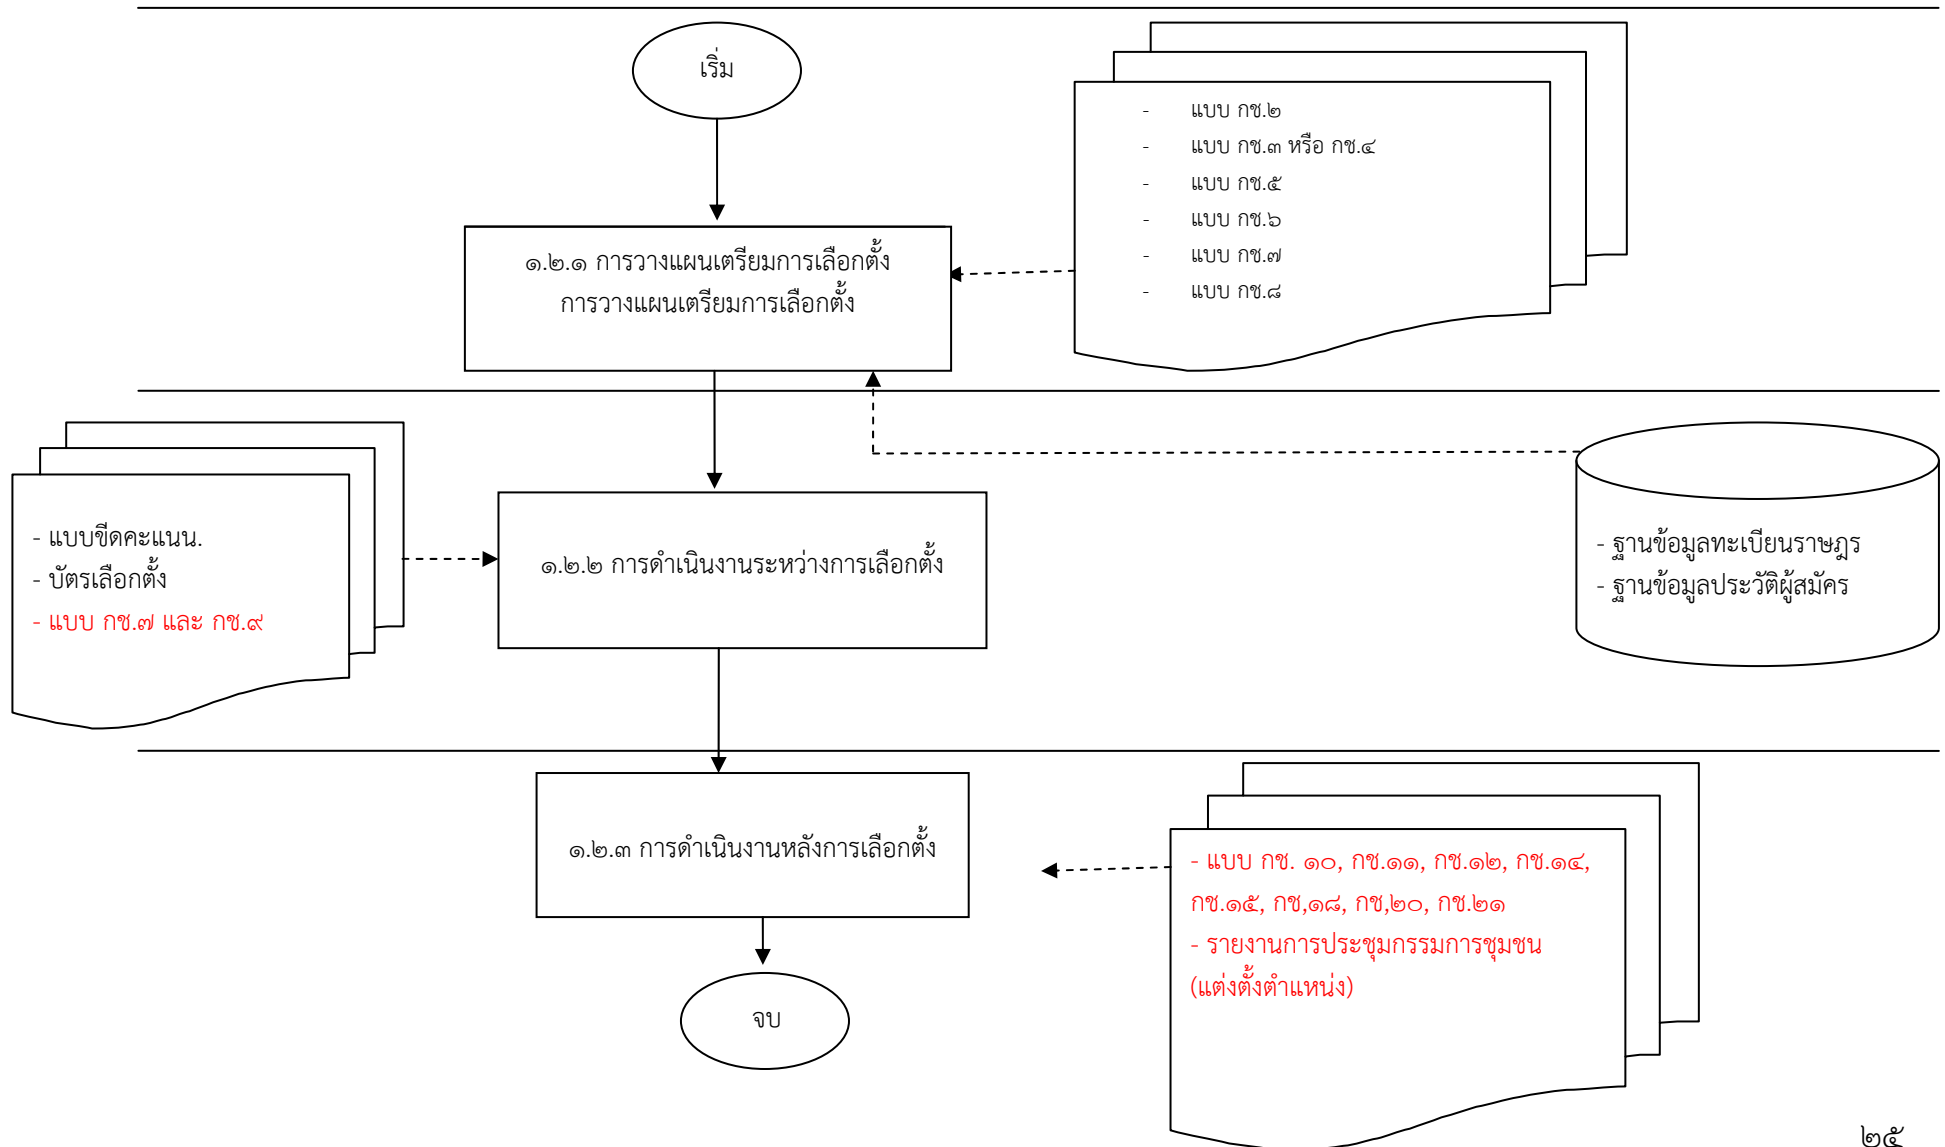 เริ่ม
- แบบ กช.๒
- แบบ กช.๓ หรือ กช.๔
- แบบ กช.๕
- แบบ กช.๖
- แบบ กช.๗
- แบบ กช.๘
๑.๒.๑ การวางแผนเตรียมการเลือกตั้ง
การวางแผนเตรียมการเลือกตั้ง
- แบบขีดคะแนน.
- บัตรเลือกตั้ง
- แบบ กช.๗ และ กช.๙
๑.๒.๒ การดำเนินงานระหว่างการเลือกตั้ง
- ฐานข้อมูลทะเบียนราษฎร
- ฐานข้อมูลประวัติผู้สมัคร
๑.๒.๓ การดำเนินงานหลังการเลือกตั้ง
- แบบ กช. ๑๐, กช.๑๑, กช.๑๒, กช.๑๔,
กช.๑๕, กช,๑๘, กช,๒๐, กช.๒๑
- รายงานการประชุมกรรมการชุมชน
(แต่งตั้งตำแหน่ง)
จบ
๒๕